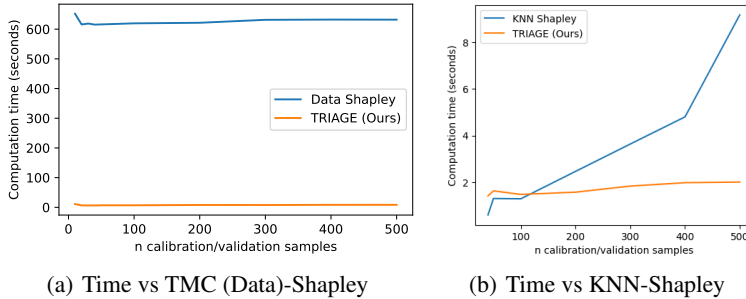 600
500
400
300
200
100
0
Computation time (seconds)
Data Shapley
TRIAGE (Ours)
0
100
200
300
400
500
n calibration/validation samples
(a) Time vs TMC (Data)-Shapley
8
6
4
2
Computation time (seconds)
KNN Shapley
TRIAGE (Ours)
100
200
300
400
500
n calibration/validation samples
(b) Time vs KNN-Shapley